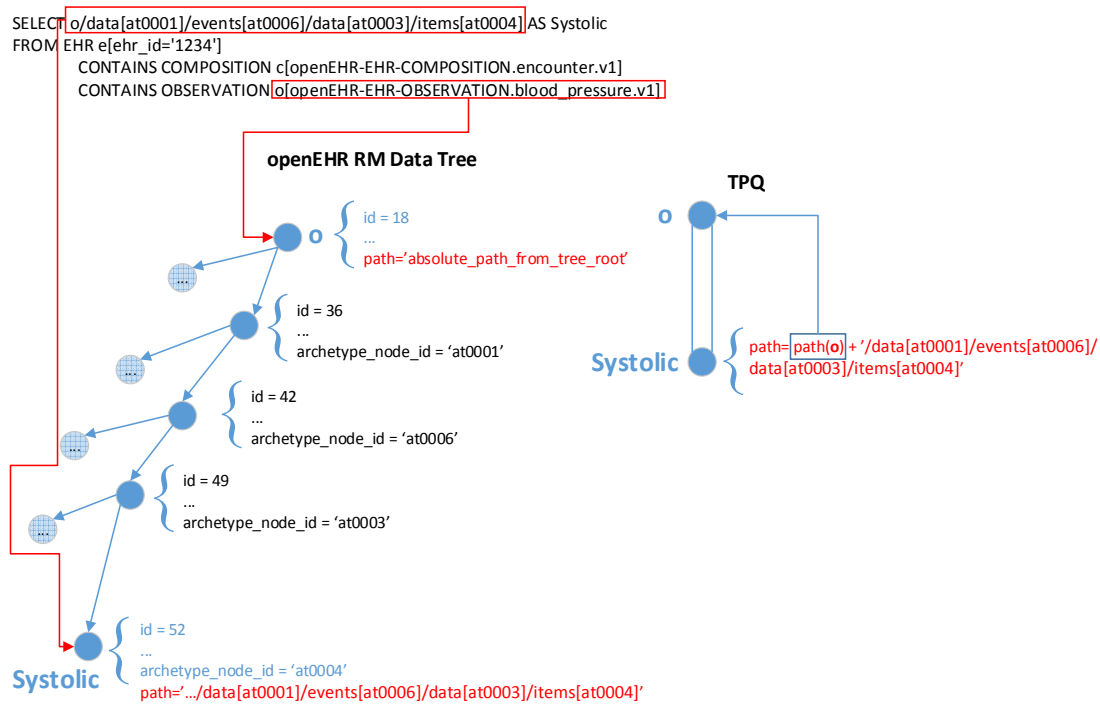 SELECT o/data[at0001]/events[at0006]/data[at0003]/items[at0004] AS Systolic
FROM EHR e[ehr_id='1234']
CONTAINS COMPOSITION c[openEHR-EHR-COMPOSITION.encounter.v1]
CONTAINS OBSERVATION o[openEHR-EHR-OBSERVATION.blood_pressure.v1]
openEHR RM Data Tree
TPQ
o
id = 18
...
path='absolute_path_from_tree_root'
o
...
id = 36
...
archetype_node_id = 'at0001'
...
path= path(o) + '/data[at0001]/events[at0006]/
data[at0003]/items[at0004]'
Systolic
id = 42
...
archetype_node_id = 'at0006'
...
id = 49
...
archetype_node_id = 'at0003'
...
id = 52
...
archetype_node_id = 'at0004'
path='.../data[at0001]/events[at0006]/data[at0003]/items[at0004]'
Systolic